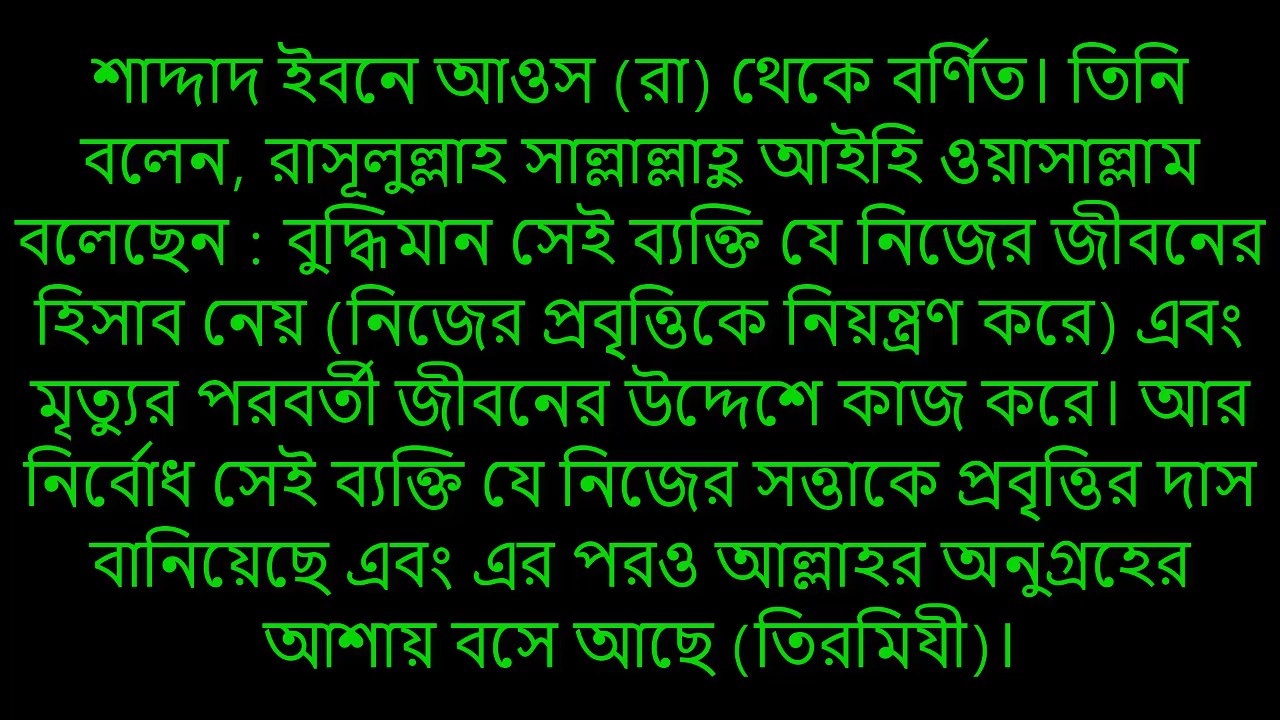 শাদ্দাদ ইবনে আওস (রা) থেকে বর্ণিত। তিনি
বলেন, রাসূলুল্লাহ সাল্লাল্লাহু আইহি ওয়াসাল্লাম
বলেছেন : বুদ্ধিমান সেই ব্যক্তি যে নিজের জীবনের
হিসাব নেয় (নিজের প্রবৃত্তিকে নিয়ন্ত্রণ করে) এবং
মৃত্যুর পরবর্তী জীবনের উদ্দেশে কাজ করে। আর
নির্বোধ সেই ব্যক্তি যে নিজের সত্তাকে প্রবৃত্তির দাস
বানিয়েছে এবং এর পরও আল্লাহর অনুগ্রহের
আশায় বসে আছে (তিরমিযী)।